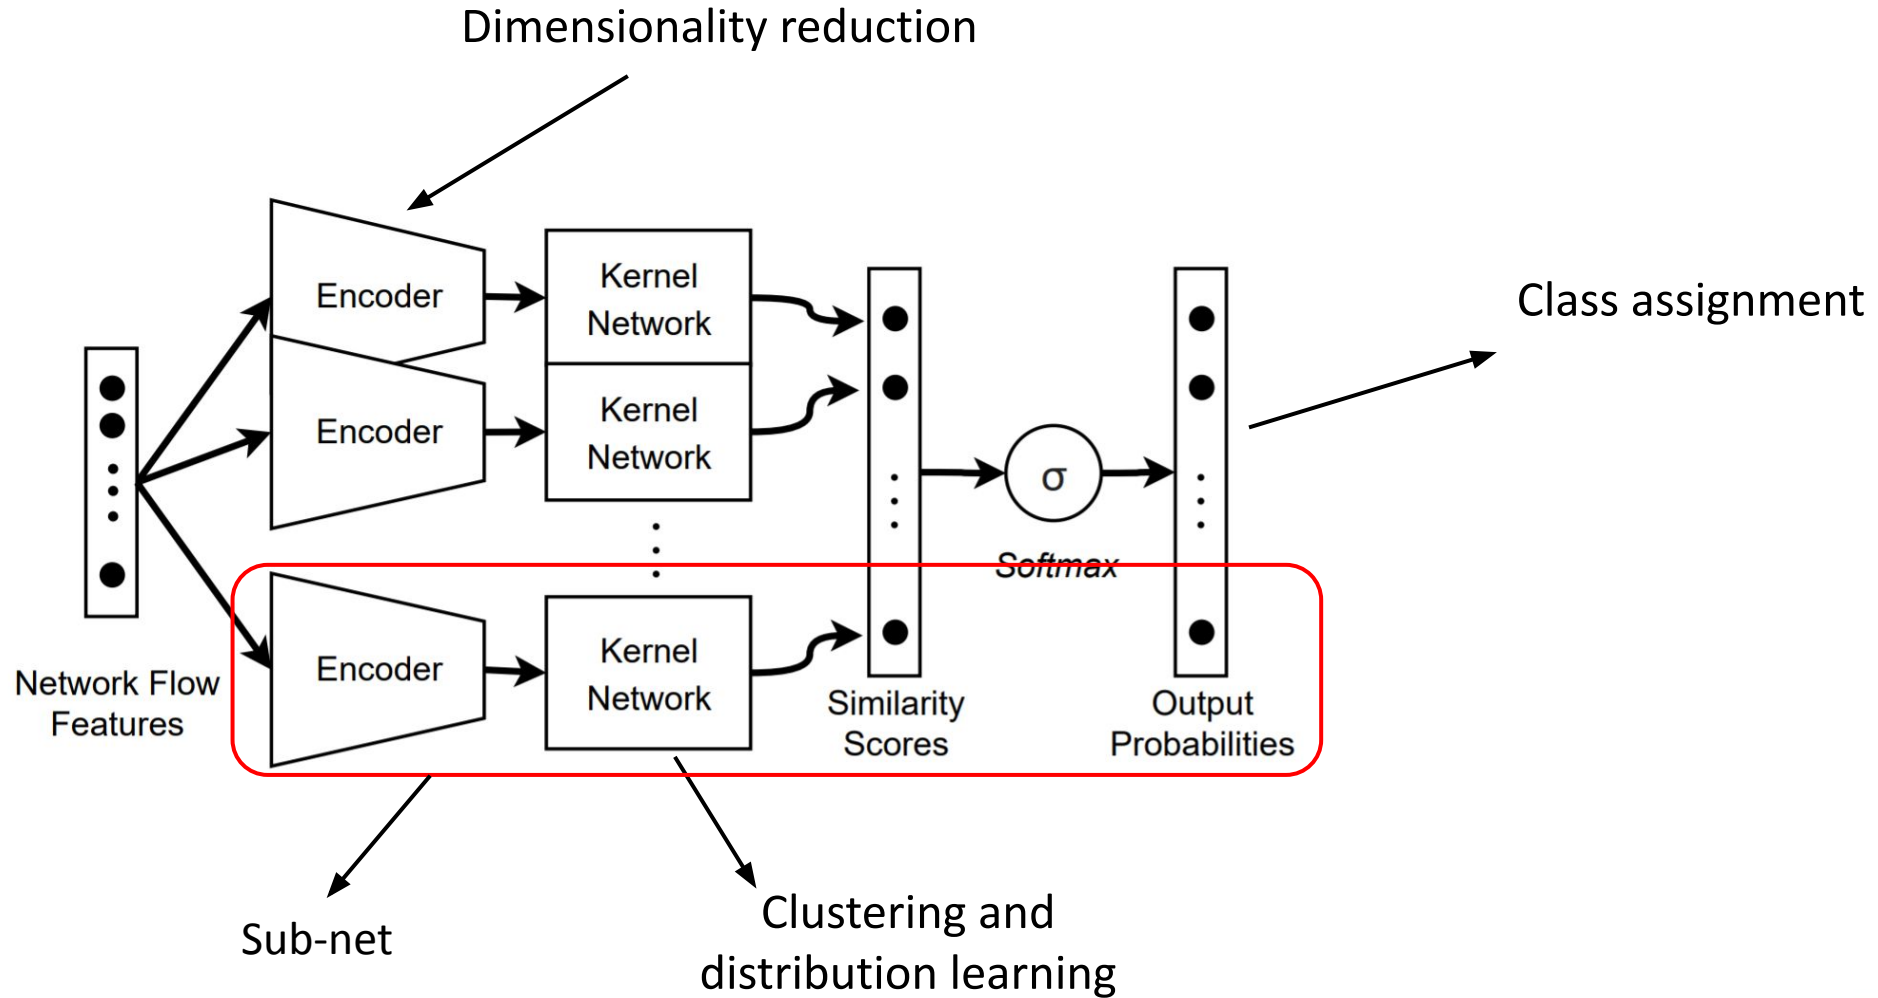 Dimensionality reduction
Encoder
Kernel
Network
Encoder
Kernel
Network
Class assignment
σ
Softmax
Encoder
Kernel
Network
Network Flow
Features
Similarity
Scores
Output
Probabilities
Sub-net
Clustering and
distribution learning